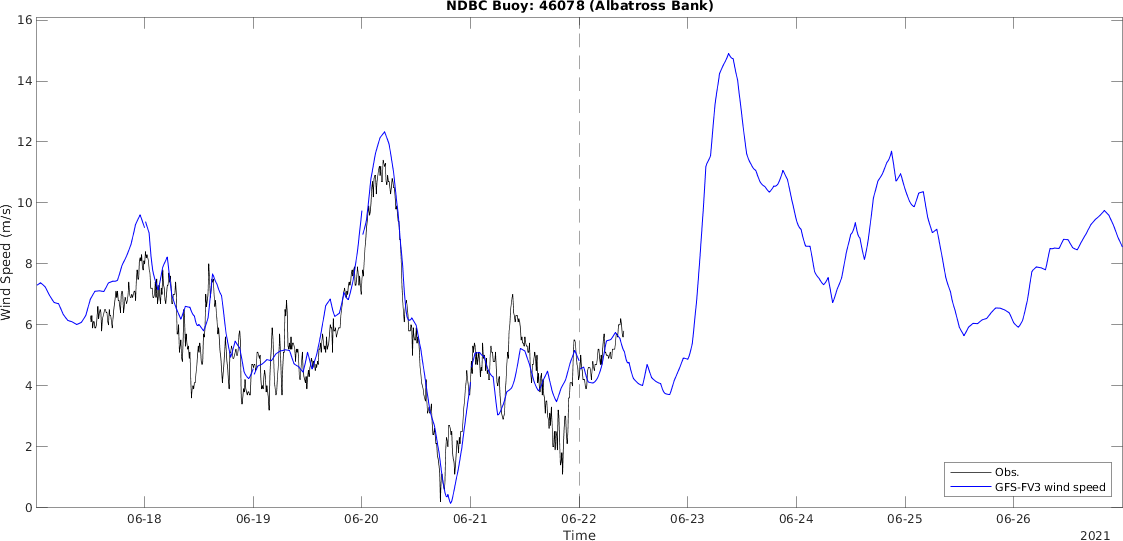 NDBC Buoy: 46078 (Albatross Bank)
16
14
12
10
8
6
4
2
0
Wind Speed (m/s)
06-18 06-19 06-20 06-21 06-22 06-23 06-24 06-25 06-26
Time
2021
Obs.
GFS-FV3 wind speed